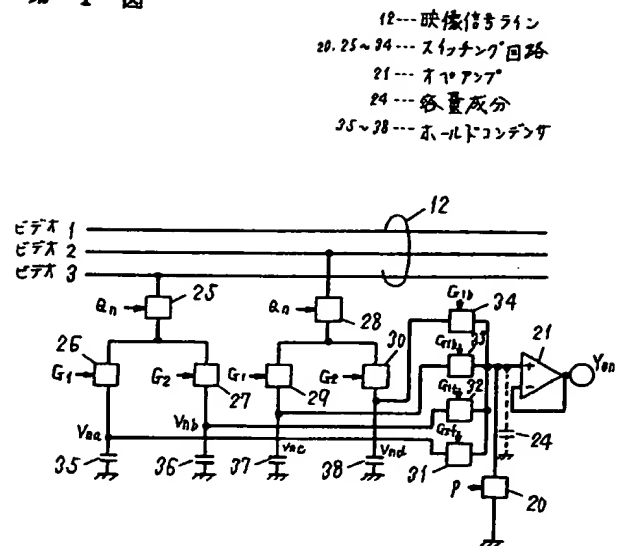 第 1 図
12---映像信号ライン
20.25~34---スイッチング回路
21---オペアンプ
24---容量成分
35~38---ホールドコンデンサ
12
ビデオ 1
ビデオ 2
ビデオ 3
Qn
25
Qn
28
G1b
34
26
G1
G2
27
G1
29
G2
30
33
32
31
21
Yon
24
Vna
Vnb
Vnc
Vnd
35
36
37
38
P
20